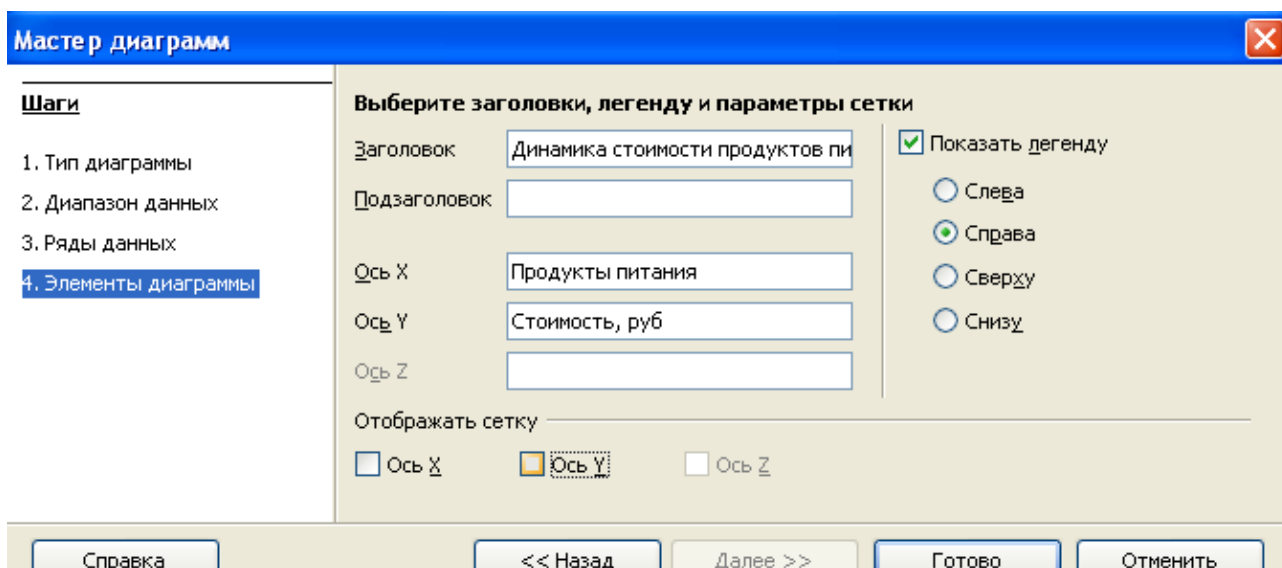 Мастер диаграмм
Шаги
1. Тип диаграммы
2. Диапазон данных
3. Ряды данных
4. Элементы диаграммы
Выберите заголовки, легенду и параметры сетки
Заголовок Динамика стоимости продуктов пи
Подзаголовок
Ось X Продукты питания
Ось Y Стоимость, руб
Ось Z
Показать легенду
Слева
Справа
Сверху
Снизу
Отображать сетку
Ось X Ось Y Ось Z
Справка << Назад Далее >> Готово Отменить